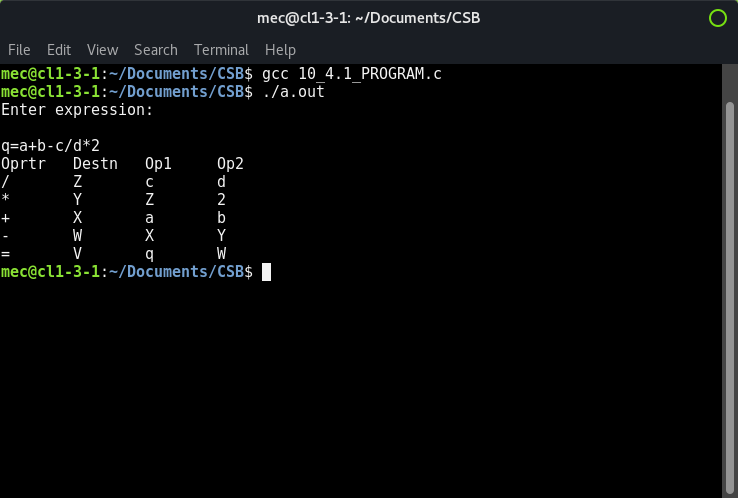 mec@cl1-3-1: ~/Documents/CSB
File Edit View Search Terminal Help
mec@cl1-3-1:~/Documents/CSB$ gcc 10_4.1_PROGRAM.c
mec@cl1-3-1:~/Documents/CSB$ ./a.out
Enter expression:
q=a+b-c/d*2
Oprtr   Destn   Op1     Op2
/       Z       c       d
*       Y       Z       2
+       X       a       b
-       W       X       Y
=       V       q       W
mec@cl1-3-1:~/Documents/CSB$